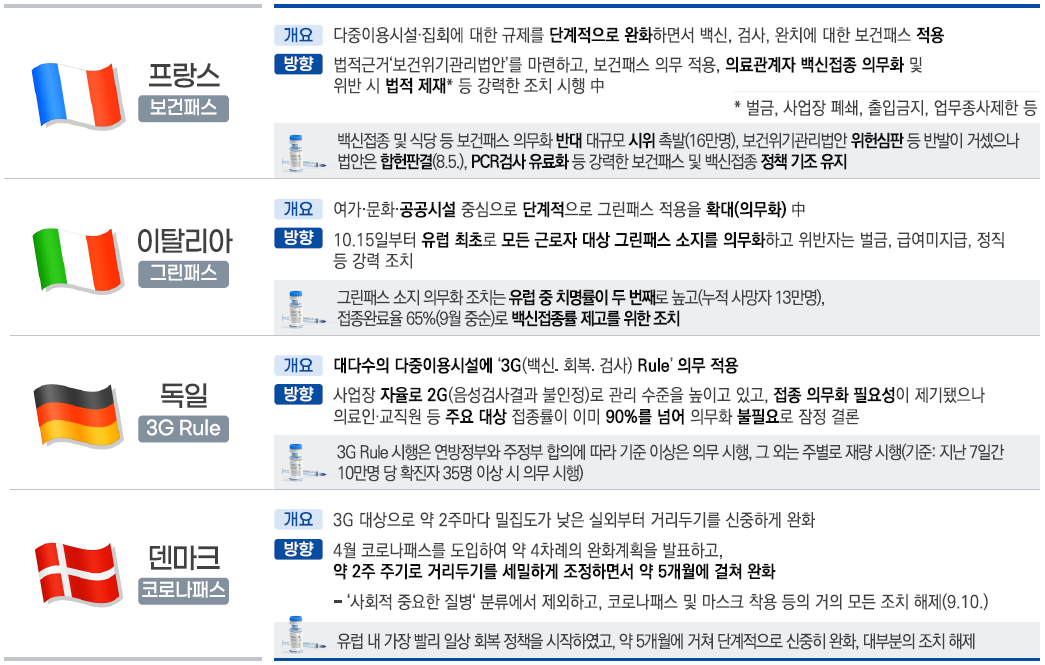 프랑스
보건패스
개요 다중이용시설·집회에 대한 규제를 단계적으로 완화하면서 백신, 검사, 완치에 대한 보건패스 적용
방향 법적근거‘보건위기관리법안’를 마련하고, 보건패스 의무 적용, 의료관계자 백신접종 의무화 및
위반 시 법적 제재* 등 강력한 조치 시행 中
* 벌금, 사업장 폐쇄, 출입금지, 업무종사제한 등
백신접종 및 식당 등 보건패스 의무화 반대 대규모 시위 촉발(16만명), 보건위기관리법안 위헌심판 등 반발이 거셌으나
법안은 합헌판결(8.5.), PCR검사 유료화 등 강력한 보건패스 및 백신접종 정책 기조 유지
이탈리아
그린패스
개요 여가·문화·공공시설 중심으로 단계적으로 그린패스 적용을 확대(의무화) 中
방향 10.15일부터 유럽 최초로 모든 근로자 대상 그린패스 소지를 의무화하고 위반자는 벌금, 급여미지급, 정직
등 강력 조치
그린패스 소지 의무화 조치는 유럽 중 치명률이 두 번째로 높고(누적 사망자 13만명),
접종완료율 65%(9월 중순)로 백신접종률 제고를 위한 조치
독일
3G Rule
개요 대다수의 다중이용시설에 ‘3G(백신. 회복. 검사) Rule’ 의무 적용
방향 사업장 자율로 2G(음성검사결과 불인정)로 관리 수준을 높이고 있고, 접종 의무화 필요성이 제기됐으나
의료인·교직원 등 주요 대상 접종률이 이미 90%를 넘어 의무화 불필요로 잠정 결론
3G Rule 시행은 연방정부와 주정부 합의에 따라 기준 이상은 의무 시행, 그 외는 주별로 재량 시행(기준: 지난 7일간
10만명 당 확진자 35명 이상 시 의무 시행)
덴마크
코로나패스
개요 3G 대상으로 약 2주마다 밀집도가 낮은 실외부터 거리두기를 신중하게 완화
방향 4월 코로나패스를 도입하여 약 4차례의 완화계획을 발표하고,
약 2주 주기로 거리두기를 세밀하게 조정하면서 약 5개월에 걸쳐 완화
– ‘사회적 중요한 질병‘ 분류에서 제외하고, 코로나패스 및 마스크 착용 등의 거의 모든 조치 해제(9.10.)
유럽 내 가장 빨리 일상 회복 정책을 시작하였고, 약 5개월에 거쳐 단계적으로 신중히 완화, 대부분의 조치 해제